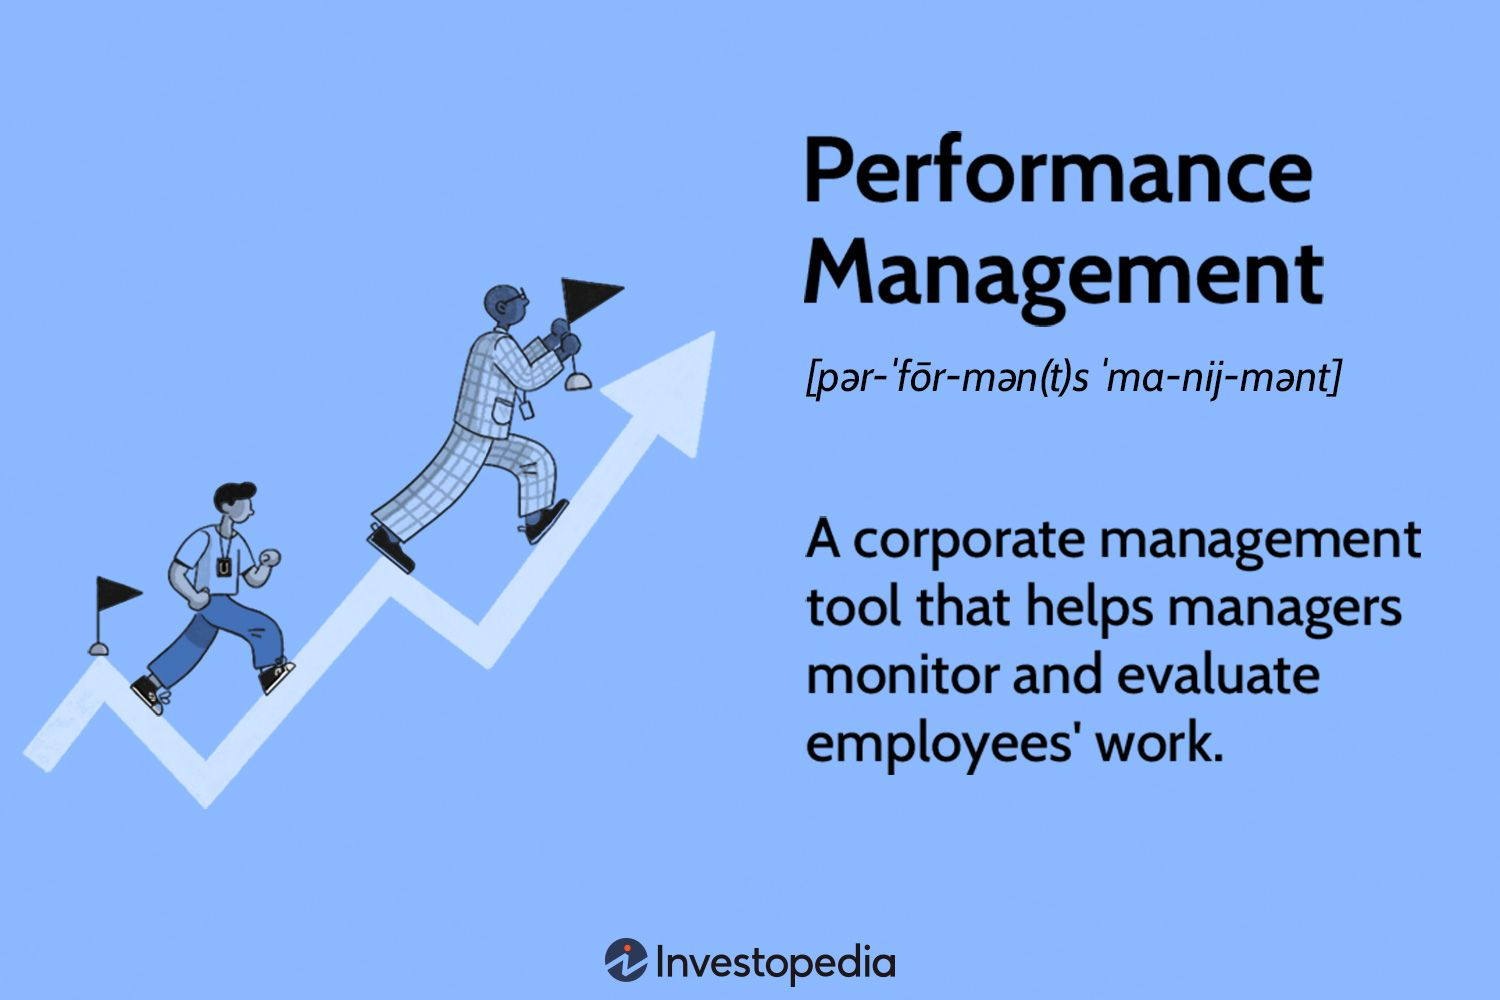 Performance
Management
[pər-ˈfōr-mən(t)s ˈma-nij-mənt]
A corporate management
tool that helps managers
monitor and evaluate
employees' work.
Investopedia